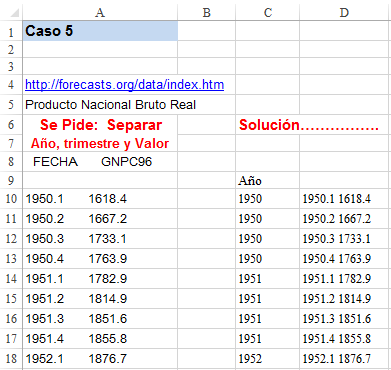 A B C D
1 Caso 5
2
3
4 http://forecasts.org/data/index.htm
5 Producto Nacional Bruto Real
6 Se Pide: Separar Solución……………
7 Año, trimestre y Valor
8 FECHA GNPC96
9 Año
10 1950.1 1618.4 1950 1950.1 1618.4
11 1950.2 1667.2 1950 1950.2 1667.2
12 1950.3 1733.1 1950 1950.3 1733.1
13 1950.4 1763.9 1950 1950.4 1763.9
14 1951.1 1782.9 1951 1951.1 1782.9
15 1951.2 1814.9 1951 1951.2 1814.9
16 1951.3 1851.6 1951 1951.3 1851.6
17 1951.4 1855.8 1951 1951.4 1855.8
18 1952.1 1876.7 1952 1952.1 1876.7